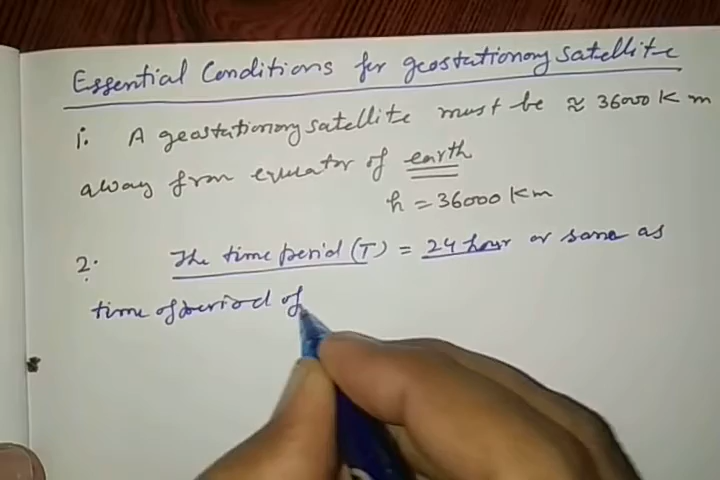 Essential Conditions for geostationary satellite
1. A geostationary satellite must be ≈ 36000 Km
away from equator of earth
h = 36000 Km
2. The time period (T) = 24 hour or same as
time of period of